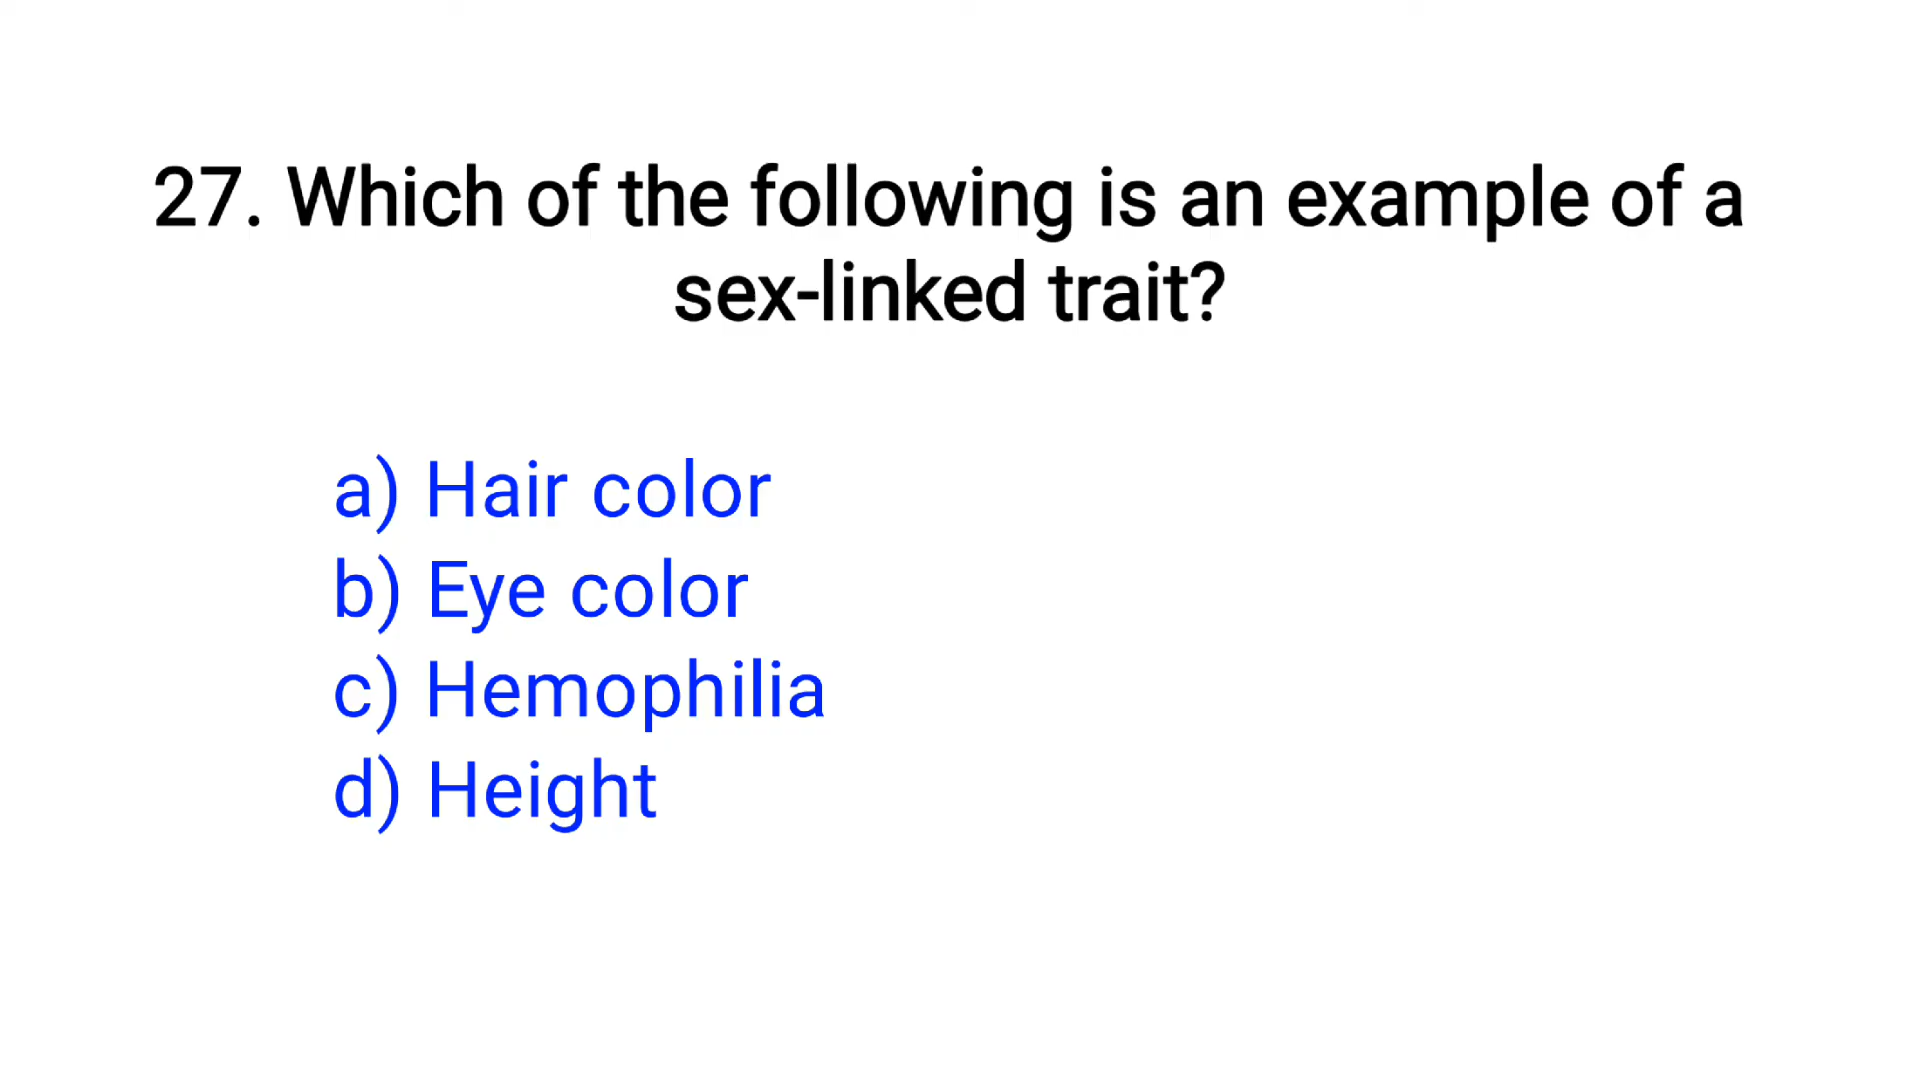 27. Which of the following is an example of a
sex-linked trait?
a) Hair color
b) Eye color
c) Hemophilia
d) Height